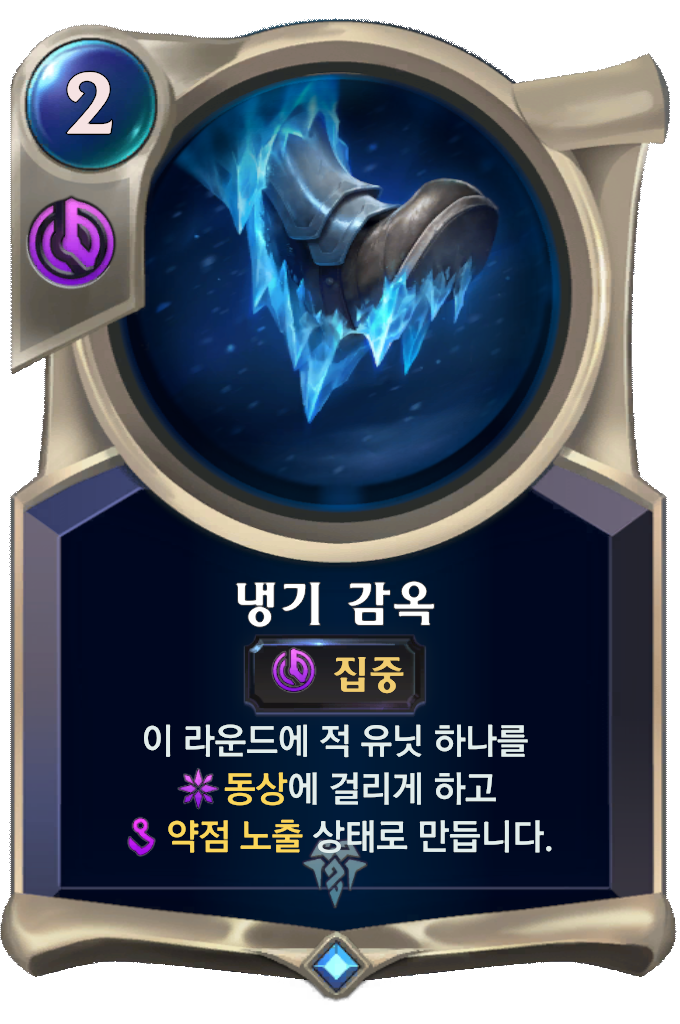 2
냉기 감옥
집중
이 라운드에 적 유닛 하나를
동상에 걸리게 하고
약점 노출 상태로 만듭니다.